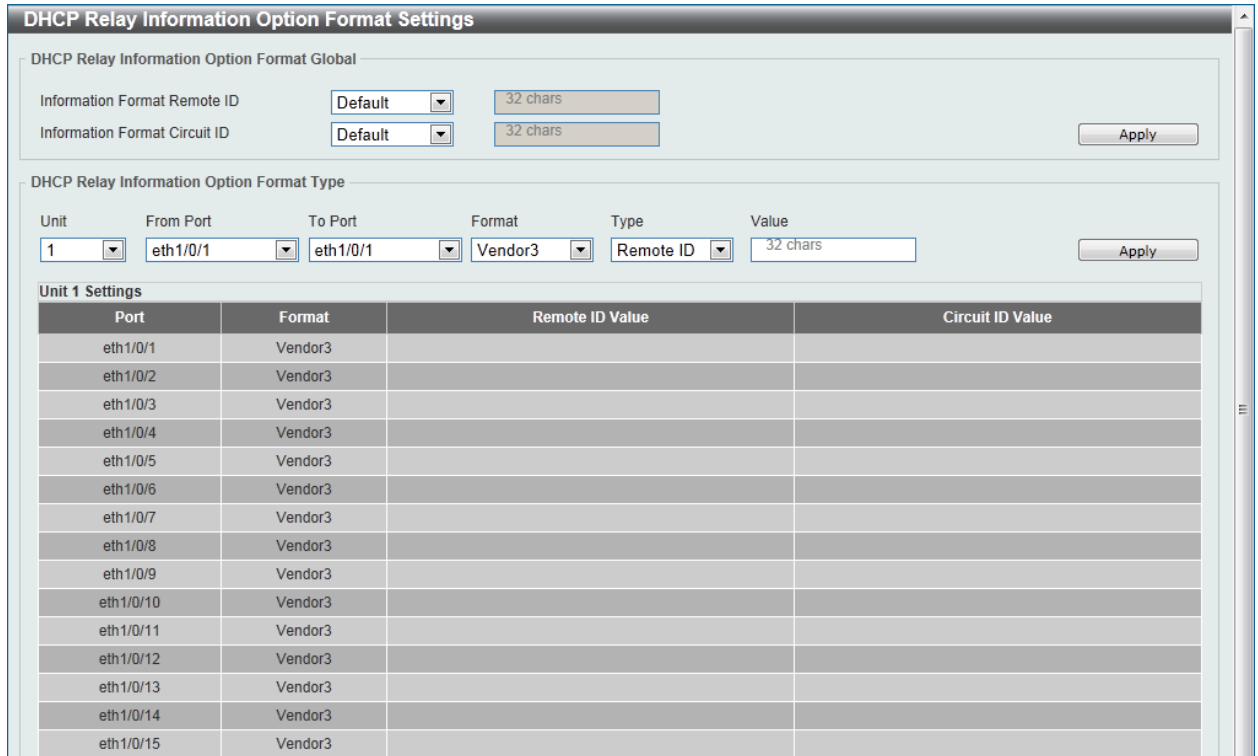 DHCP Relay Information Option Format Settings
DHCP Relay Information Option Format Global
Information Format Remote ID Default 32 chars
Information Format Circuit ID Default 32 chars Apply
DHCP Relay Information Option Format Type
Unit From Port To Port Format Type Value
1 eth1/0/1 eth1/0/1 Vendor3 Remote ID 32 chars Apply
Unit 1 Settings
Port Format Remote ID Value Circuit ID Value
eth1/0/1 Vendor3
eth1/0/2 Vendor3
eth1/0/3 Vendor3
eth1/0/4 Vendor3
eth1/0/5 Vendor3
eth1/0/6 Vendor3
eth1/0/7 Vendor3
eth1/0/8 Vendor3
eth1/0/9 Vendor3
eth1/0/10 Vendor3
eth1/0/11 Vendor3
eth1/0/12 Vendor3
eth1/0/13 Vendor3
eth1/0/14 Vendor3
eth1/0/15 Vendor3